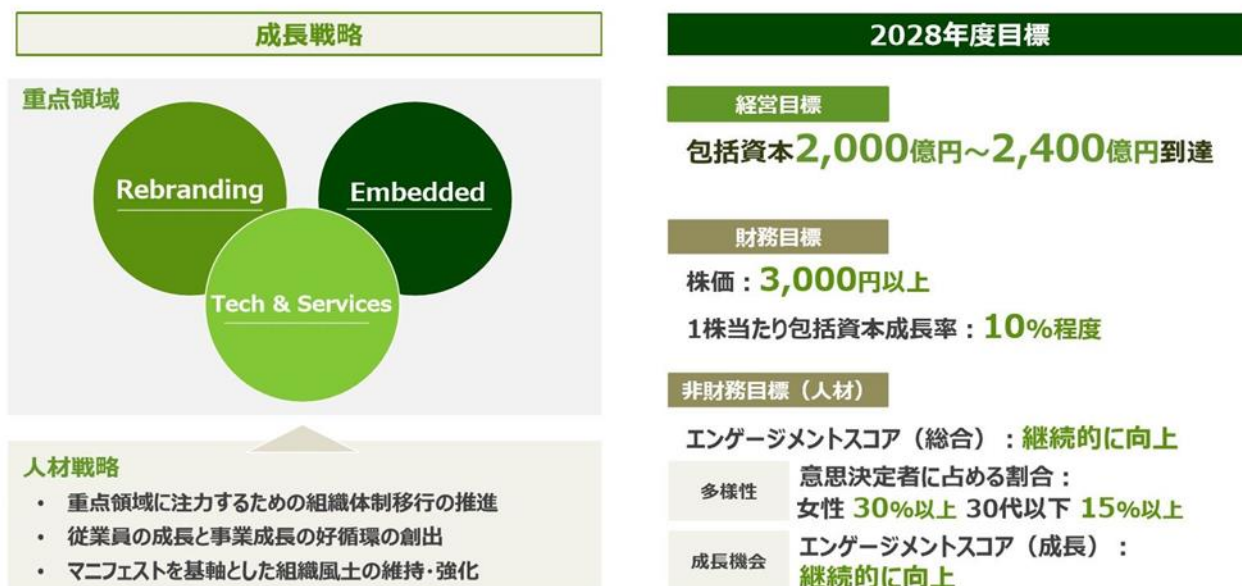 成長戦略
重点領域
Rebranding
Embedded
Tech & Services
人材戦略
• 重点領域に注力するための組織体制移行の推進
• 従業員の成長と事業成長の好循環の創出
• マニフェストを基軸とした組織風土の維持・強化
2028年度目標
経営目標
包括資本2,000億円～2,400億円到達
財務目標
株価：3,000円以上
1株当たり包括資本成長率：10%程度
非財務目標（人材）
エンゲージメントスコア（総合）：継続的に向上
多様性
意思決定者に占める割合：
女性 30%以上 30代以下 15%以上
成長機会
エンゲージメントスコア（成長）：
継続的に向上